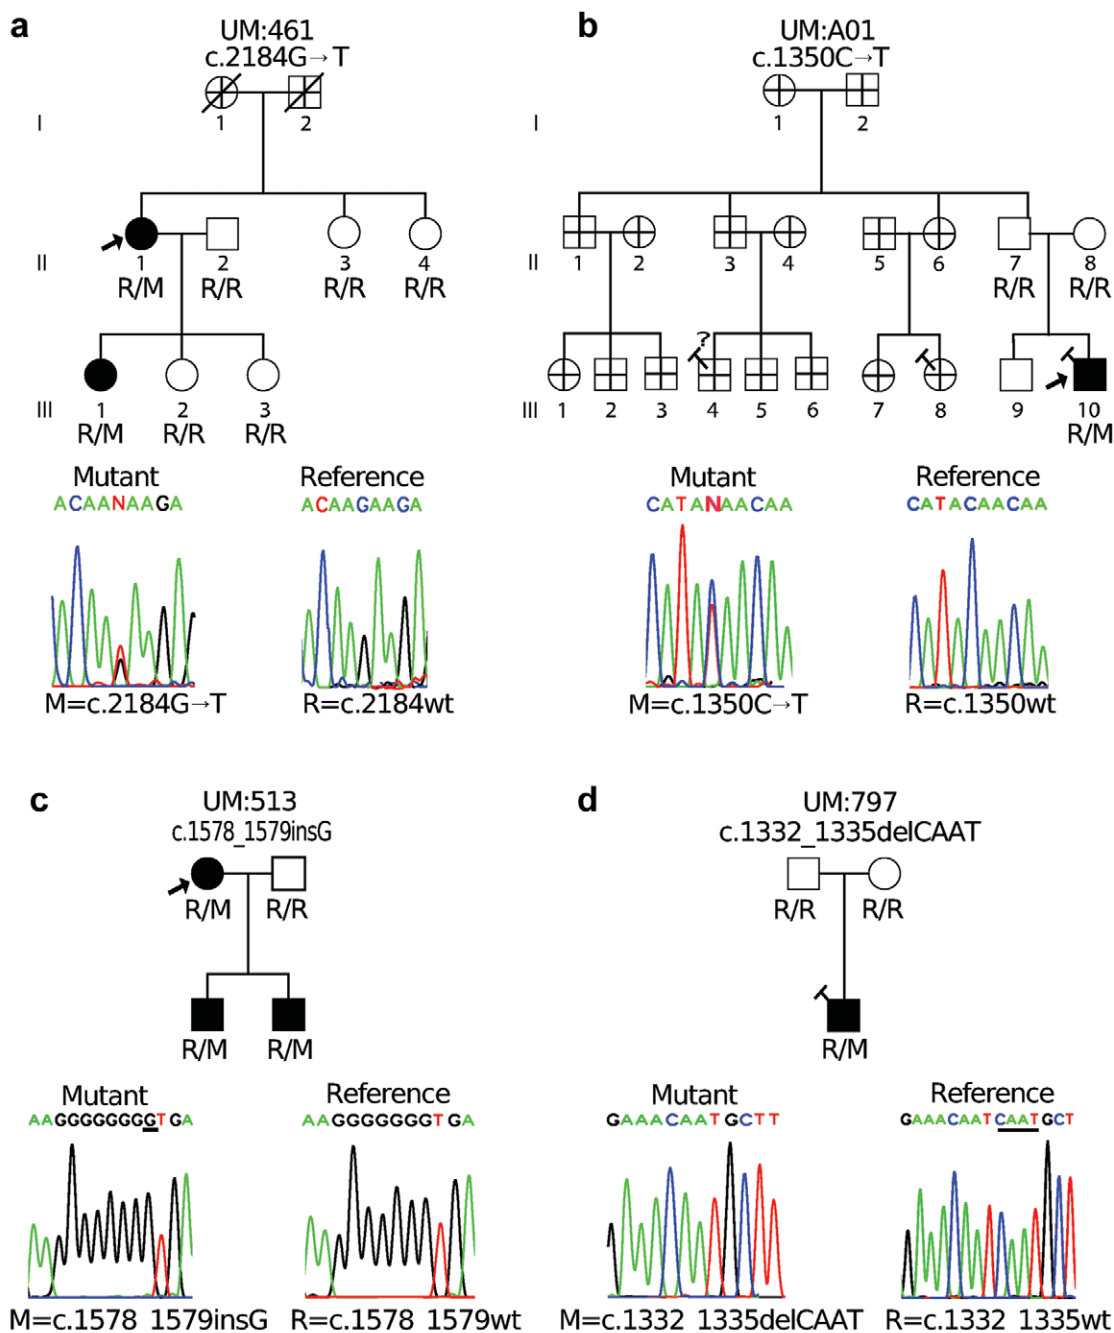 a
UM:461
c.2184G→T
1 2
I
II
1 2 3 4
R/M R/R R/R R/R
III
1 2 3
R/M R/R R/R
Mutant Reference
ACAANAAGA ACAAGAAGA
M=c.2184G→T R=c.2184wt
b
UM:A01
c.1350C→T
1 2
I
II
1 2 3 4 5 6 7 8
R/R R/R
?
III
1 2 3 4 5 6 7 8 9 10
R/M
Mutant Reference
CATANAACAA CATACAACAA
M=c.1350C→T R=c.1350wt
c
UM:513
c.1578_1579insG
R/M R/R
R/M R/M
Mutant Reference
AAGGGGGGGGTGA AAGGGGGGGTGA
M=c.1578 1579insG R=c.1578 1579wt
d
UM:797
c.1332_1335delCAAT
R/R R/R
R/M
Mutant Reference
GAAACAATGCTT GAAACAATCAATGCT
M=c.1332 1335delCAAT R=c.1332 1335wt